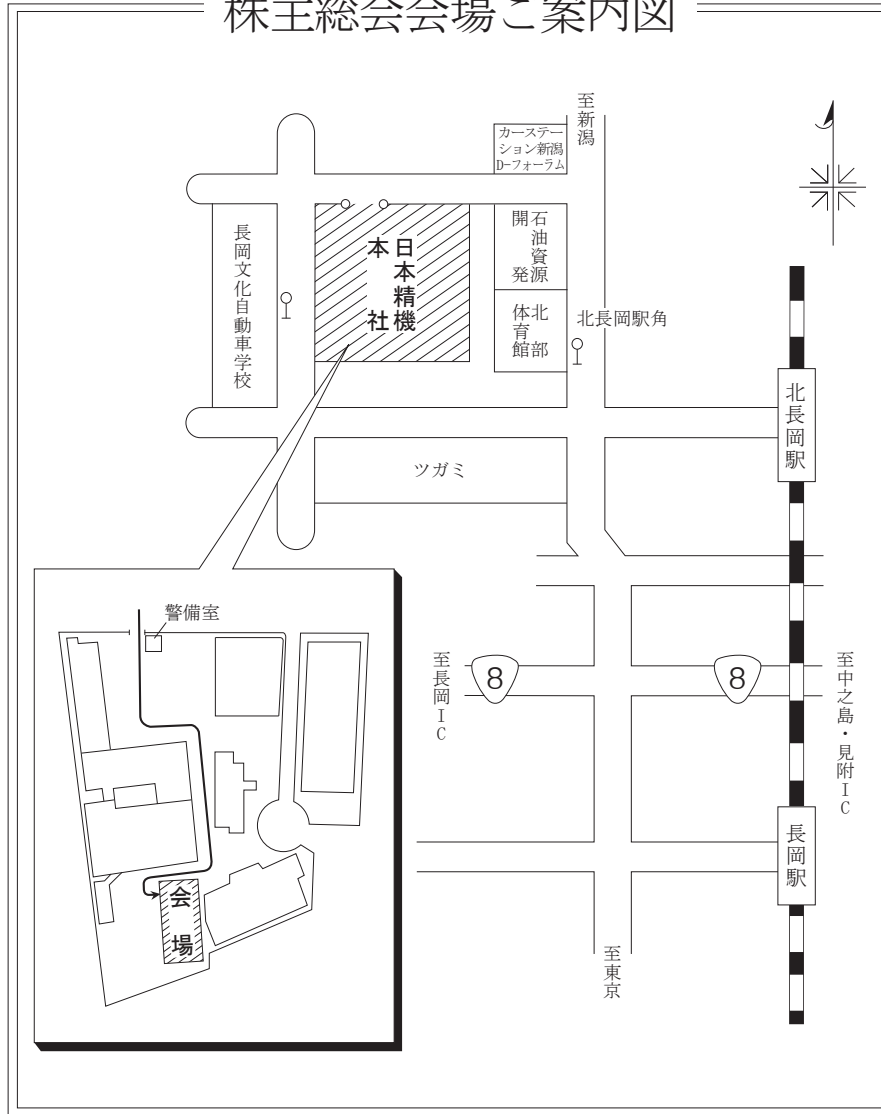 株主総会会場ご案内図
至新潟
カーステー
ション新潟
D-フォーラム
長岡文化自動車学校
日本精機
本社
石油資源
開発
北部
体育館
北長岡駅角
北長岡駅
ツガミ
警備室
至長岡IC
8
8
至中之島・見附IC
長岡駅
会場
至東京